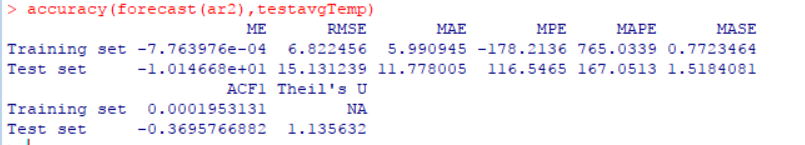 > accuracy(forecast(ar2),testavgTemp)
ME RMSE MAE MPE MAPE MASE
Training set -7.763976e-04 6.822456 5.990945 -178.2136 765.0339 0.7723464
Test set -1.014668e+01 15.131239 11.778005 116.5465 167.0513 1.5184081
ACF1 Theil's U
Training set 0.0001953131 NA
Test set -0.3695766882 1.135632